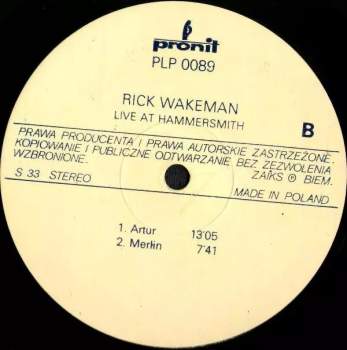 pronit
PLP 0089
RICK WAKEMAN
LIVE AT HAMMERSMITH
B
PRAWA PRODUCENTA I PRAWA AUTORSKIE ZASTRZEŻONE.
KOPIOWANIE I PUBLICZNE ODTWARZANIE BEZ ZEZWOLENIA
WZBRONIONE. ZAIKS ® BIEM.
S 33 STEREO MADE IN POLAND
1. Artur 13'05
2. Merlin 7'41